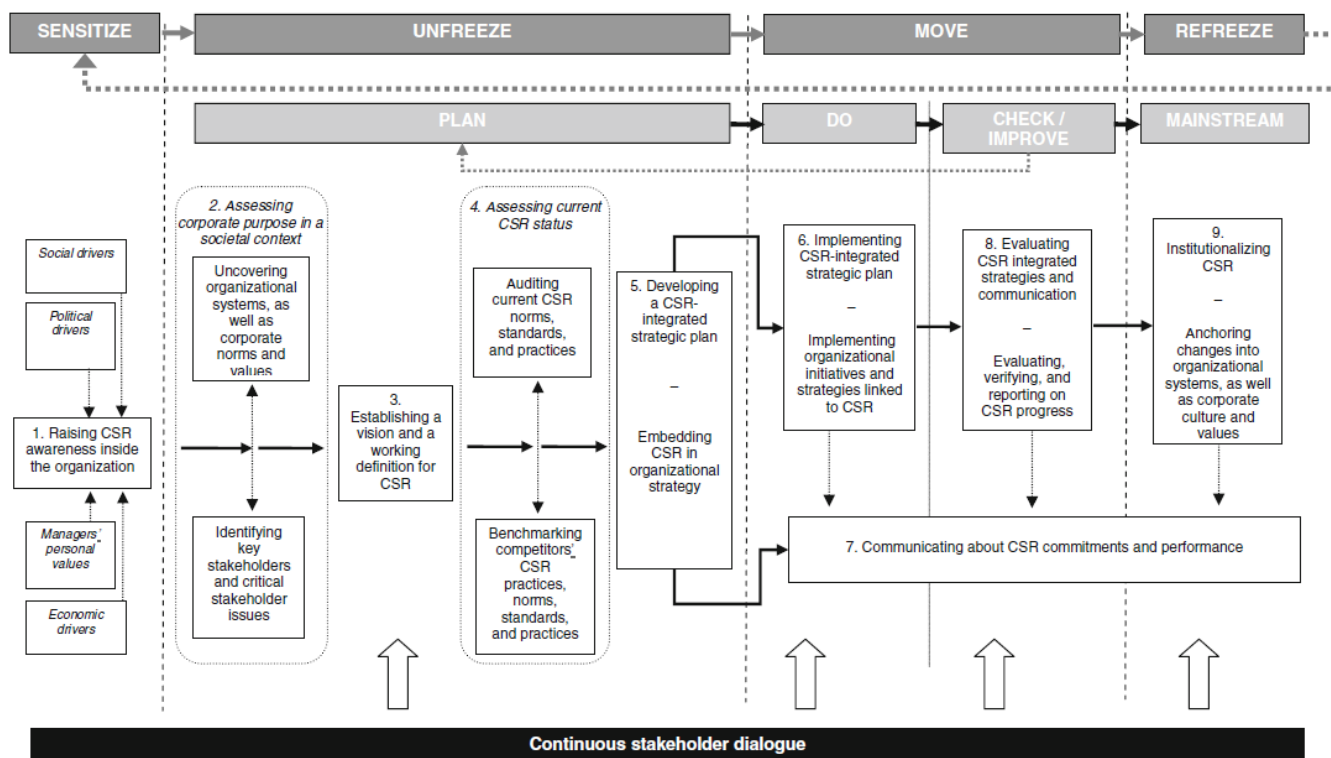 SENSITIZE
UNFREEZE
MOVE
REFREEZE
PLAN
DO
CHECK /
IMPROVE
MAINSTREAM
Social drivers
Political
drivers
1. Raising CSR
awareness inside
the organization
Managers'
personal
values
Economic
drivers
2. Assessing
corporate purpose in a
societal context
Uncovering
organizational
systems, as
well as
corporate
norms and
values
Identifying
key
stakeholders
and critical
stakeholder
issues
3.
Establishing a
vision and a
working
definition for
CSR
4. Assessing current
CSR status
Auditing
current CSR
norms,
standards,
and practices
Benchmarking
competitors'
CSR
practices,
norms,
standards,
and practices
5. Developing
a CSR-
integrated
strategic plan
–
Embedding
CSR in
organizational
strategy
6. Implementing
CSR-integrated
strategic plan
–
Implementing
organizational
initiatives and
strategies linked
to CSR
8. Evaluating
CSR integrated
strategies and
communication
–
Evaluating,
verifying, and
reporting on
CSR progress
9.
Institutionalizing
CSR
–
Anchoring
changes into
organizational
systems, as well
as corporate
culture and
values
7. Communicating about CSR commitments and performance
Continuous stakeholder dialogue